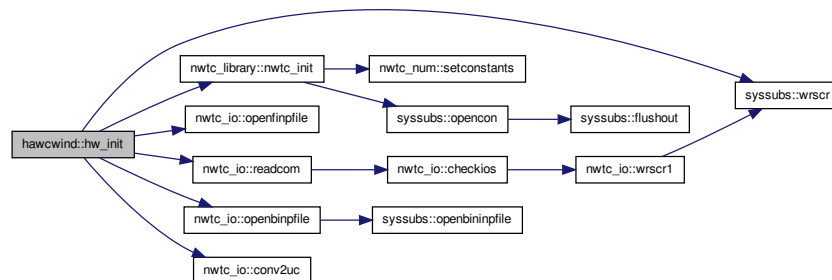 nwtc_library::nwtc_init
nwtc_num::setconstants
syssubs::wrscr
nwtc_io::openfinpfile
syssubs::opencon
syssubs::flushout
hawcwind::hw_init
nwtc_io::readcom
nwtc_io::checkios
nwtc_io::wrscr1
nwtc_io::openbinpfile
syssubs::openbininpfile
nwtc_io::conv2uc